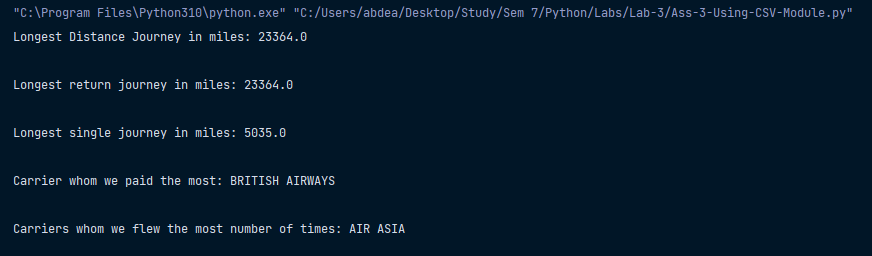 "C:\Program Files\Python310\python.exe" "C:/Users/abdea/Desktop/Study/Sem 7/Python/Labs/Lab-3/Ass-3-Using-CSV-Module.py"
Longest Distance Journey in miles: 23364.0
Longest return journey in miles: 23364.0
Longest single journey in miles: 5035.0
Carrier whom we paid the most: BRITISH AIRWAYS
Carriers whom we flew the most number of times: AIR ASIA